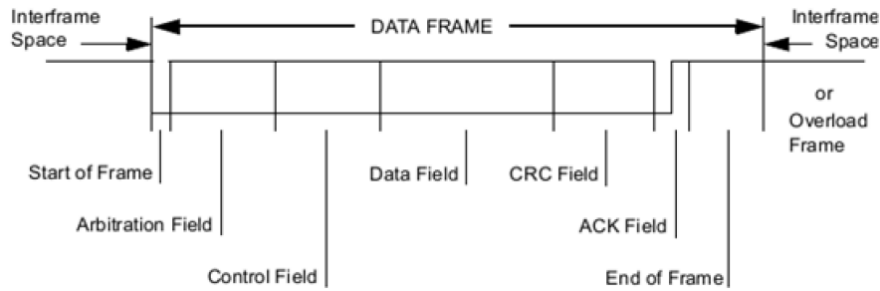 Interframe
Space
DATA FRAME
Interframe
Space
or
Overload
Frame
Start of Frame
Data Field
CRC Field
Arbitration Field
ACK Field
Control Field
End of Frame